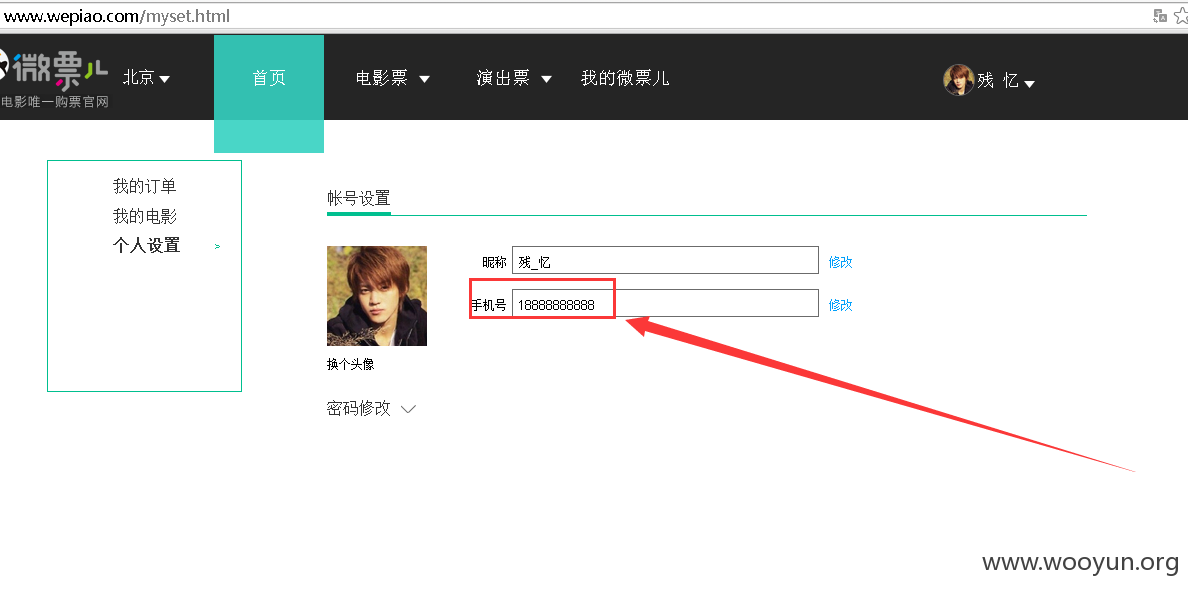 www.wepiao.com/myset.html
微票儿
电影唯一购票官网
北京
首页
电影票
演出票
我的微票儿
残 忆
我的订单
我的电影
个人设置 >
帐号设置
昵称 残_忆 修改
手机号 18888888888 修改
换个头像
密码修改
www.wooyun.org